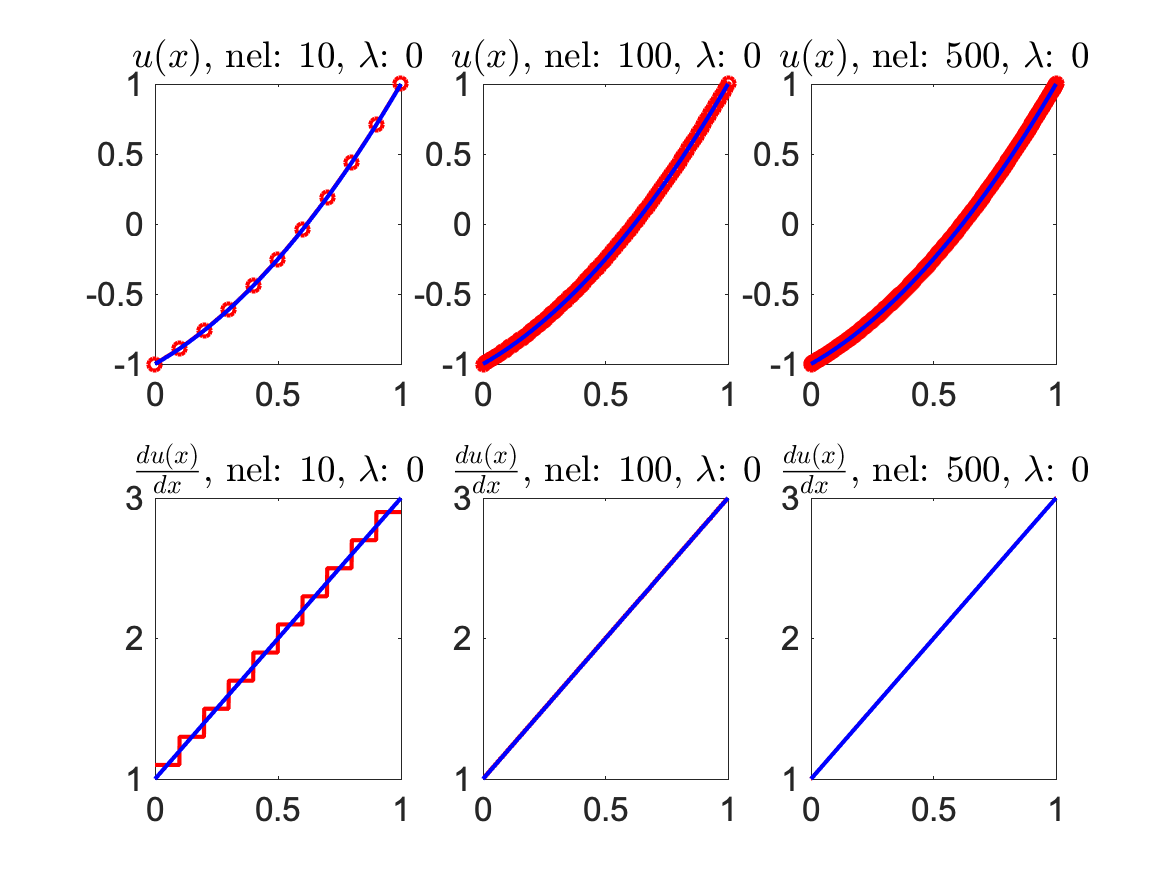 u(x), nel: 10, λ: 0
1
0.5
0
-0.5
-1
0 0.5 1
u(x), nel: 100, λ: 0
1
0.5
0
-0.5
-1
0 0.5 1
u(x), nel: 500, λ: 0
1
0.5
0
-0.5
-1
0 0.5 1
du(x)/dx, nel: 10, λ: 0
3
2
1
0 0.5 1
du(x)/dx, nel: 100, λ: 0
3
2
1
0 0.5 1
du(x)/dx, nel: 500, λ: 0
3
2
1
0 0.5 1